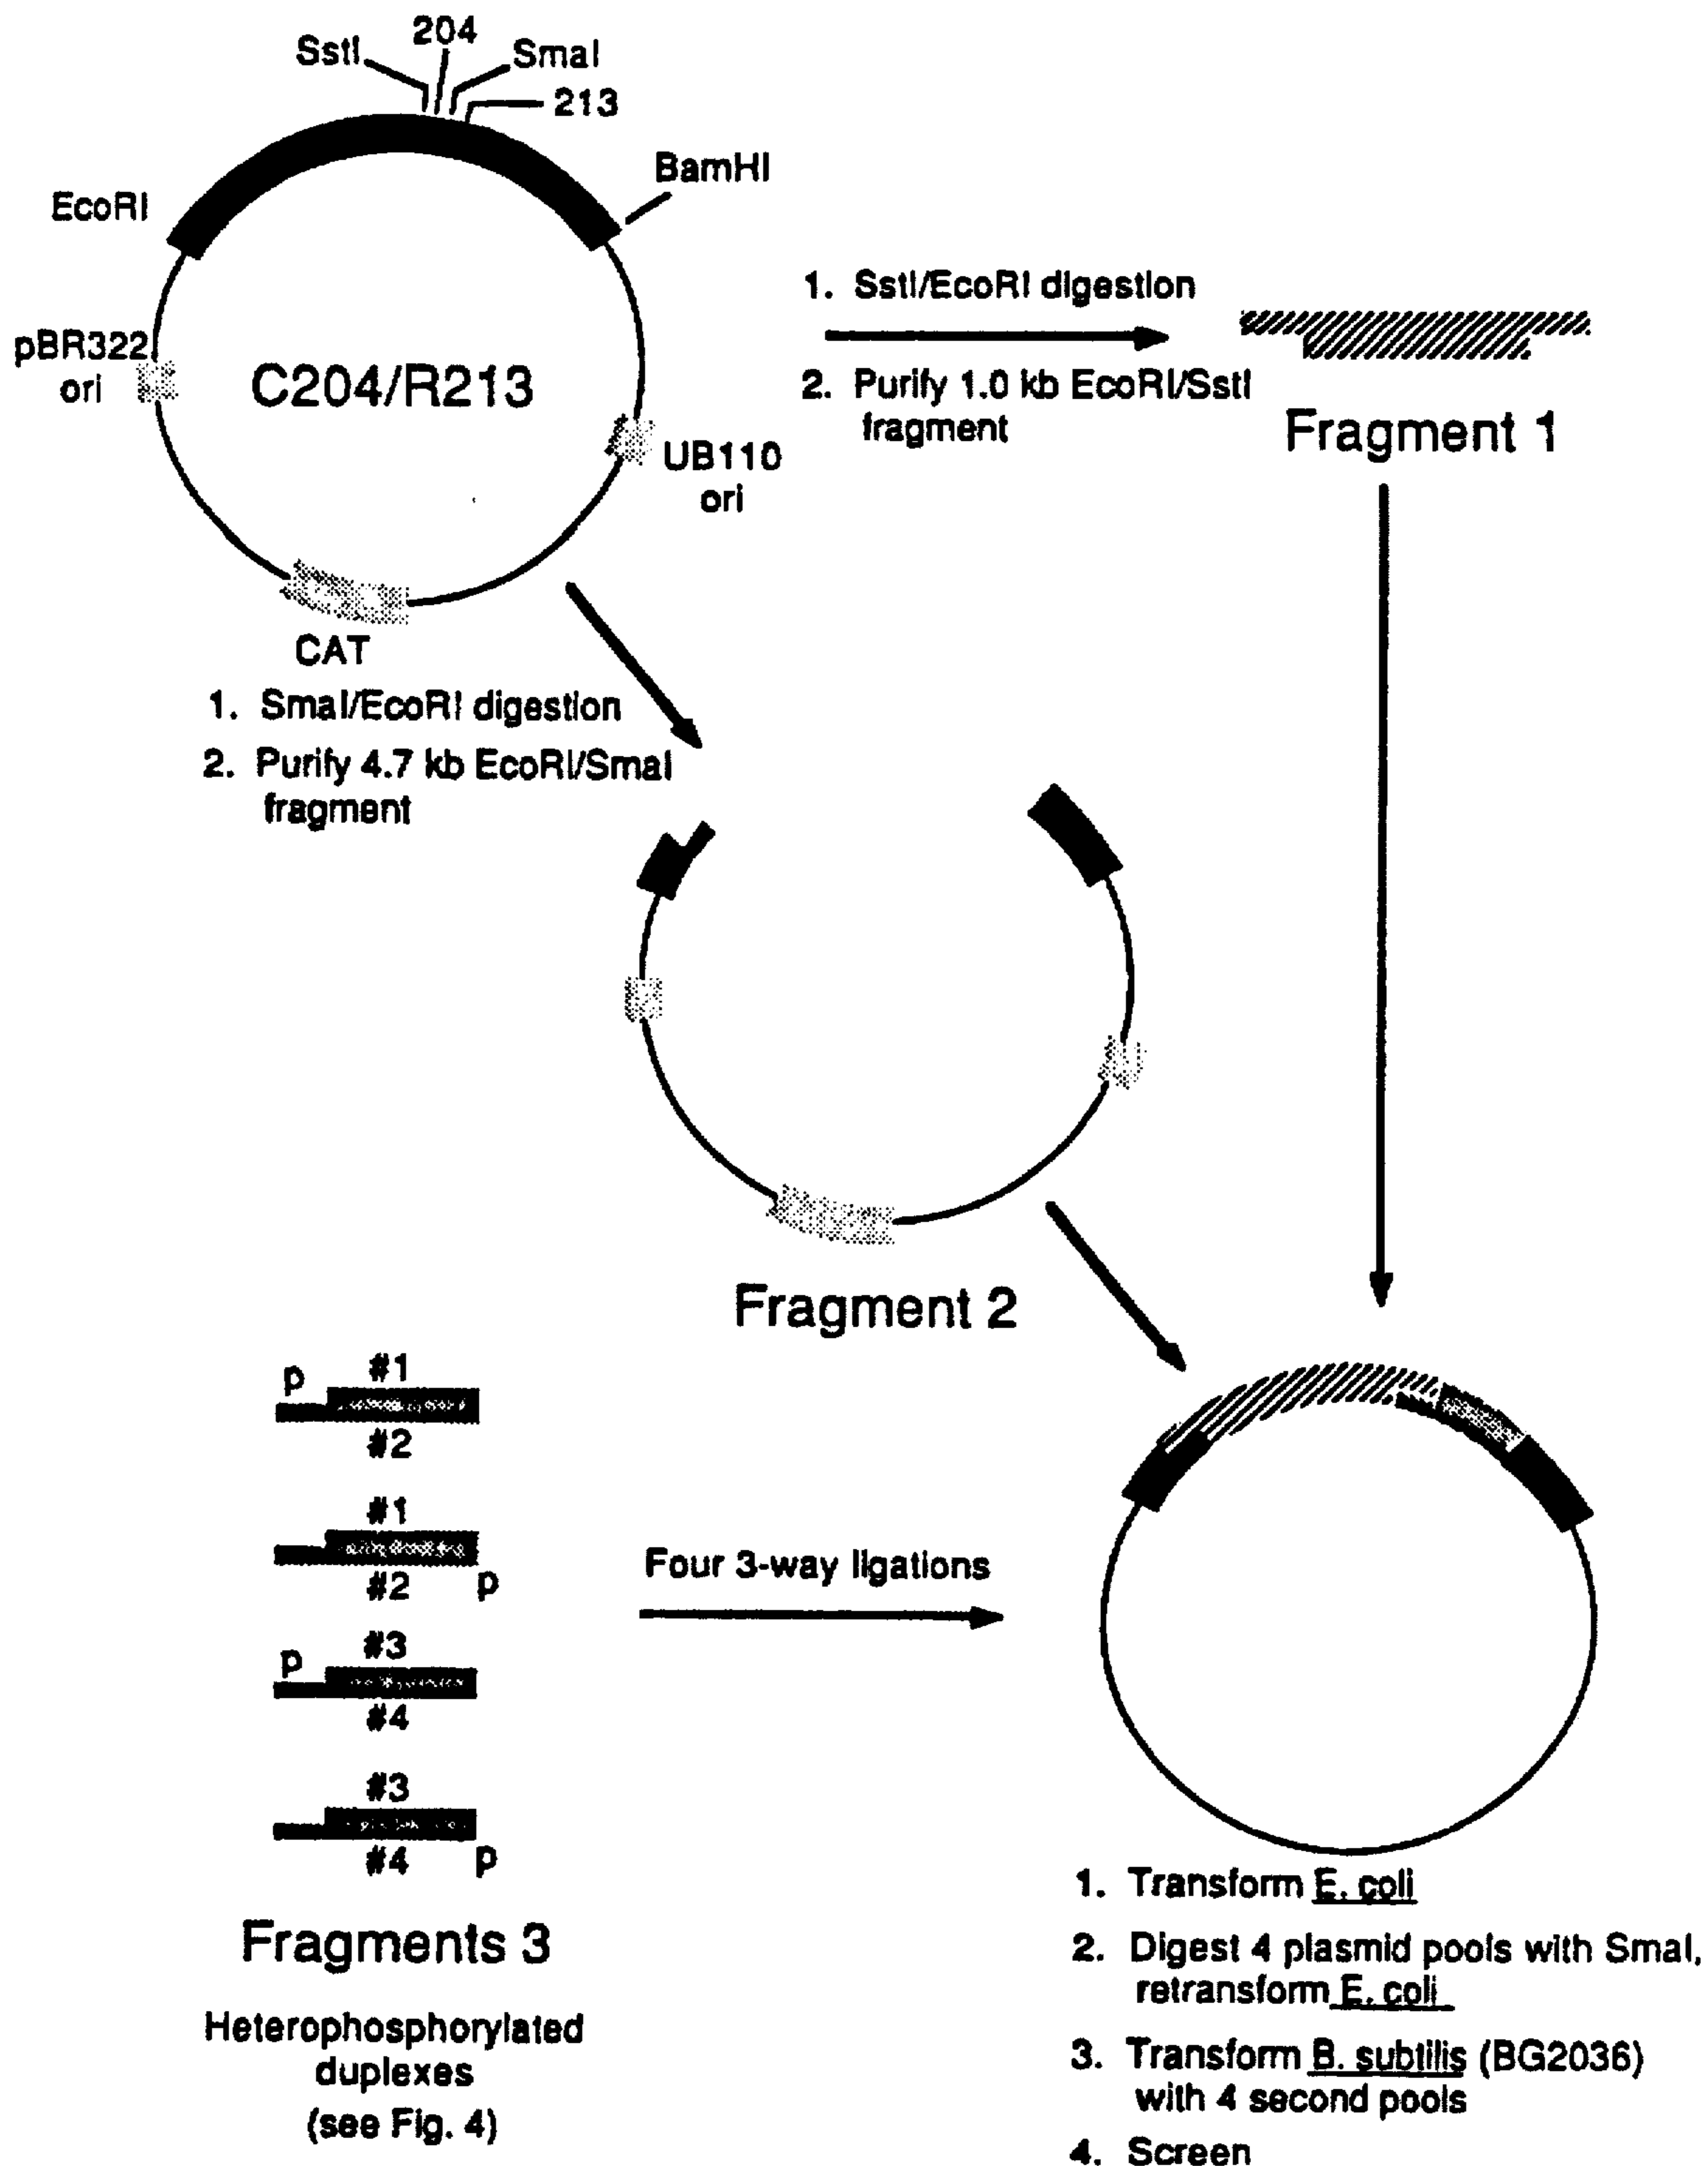 204
SstI
SmaI
213
BamHI
EcoRI
pBR322
ori
C204/R213
UB110
ori
CAT
1. SstI/EcoRI digestion
2. Purify 1.0 kb EcoRI/SstI
fragment
Fragment 1
1. SmaI/EcoRI digestion
2. Purify 4.7 kb EcoRI/SmaI
fragment
Fragment 2
p
#1
#2
#1
#2
p
p
#3
#4
#3
#4
p
Fragments 3
Heterophosphorylated
duplexes
(see Fig. 4)
Four 3-way ligations
1. Transform E. coli
2. Digest 4 plasmid pools with SmaI,
retransform E. coli
3. Transform B. subtilis (BG2036)
with 4 second pools
4. Screen